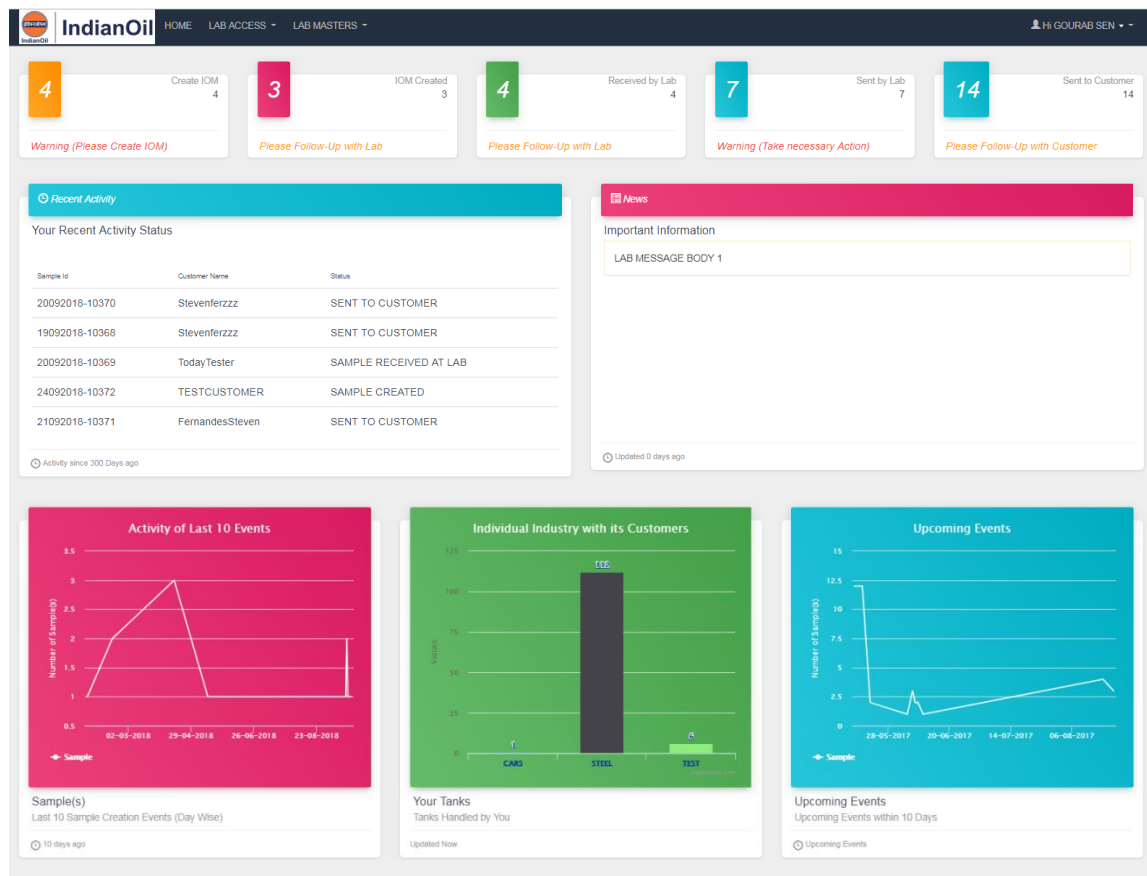 IndianOil
IndianOil HOME LAB ACCESS LAB MASTERS Hi GOURAB SEN
4 Create IOM
4
Warning (Please Create IOM)
3 IOM Created
3
Please Follow-Up with Lab
4 Received by Lab
4
Please Follow-Up with Lab
7 Sent by Lab
7
Warning (Take necessary Action)
14 Sent to Customer
14
Please Follow-Up with Customer
Recent Activity
Your Recent Activity Status
Sample Id Customer Name Status
20092018-10370 Stevenferzzz SENT TO CUSTOMER
19092018-10368 Stevenferzzz SENT TO CUSTOMER
20092018-10369 TodayTester SAMPLE RECEIVED AT LAB
24092018-10372 TESTCUSTOMER SAMPLE CREATED
21092018-10371 FernandesSteven SENT TO CUSTOMER
Activity since 300 Days ago
News
Important Information
LAB MESSAGE BODY 1
Updated 0 days ago
Activity of Last 10 Events
Number of Sample(s)
3.5
3
2.5
2
1.5
1
0.5
02-03-2018 29-04-2018 26-06-2018 23-08-2018
Sample
Sample(s)
Last 10 Sample Creation Events (Day Wise)
10 days ago
Individual Industry with its Customers
Values
125
100
75
50
25
0
1
112
6
CARS STEEL TEST
Your Tanks
Tanks Handled by You
Updated Now
Upcoming Events
Number of Sample(s)
15
12.5
10
7.5
5
2.5
0
28-05-2017 20-06-2017 14-07-2017 06-08-2017
Sample
Upcoming Events
Upcoming Events within 10 Days
Upcoming Events